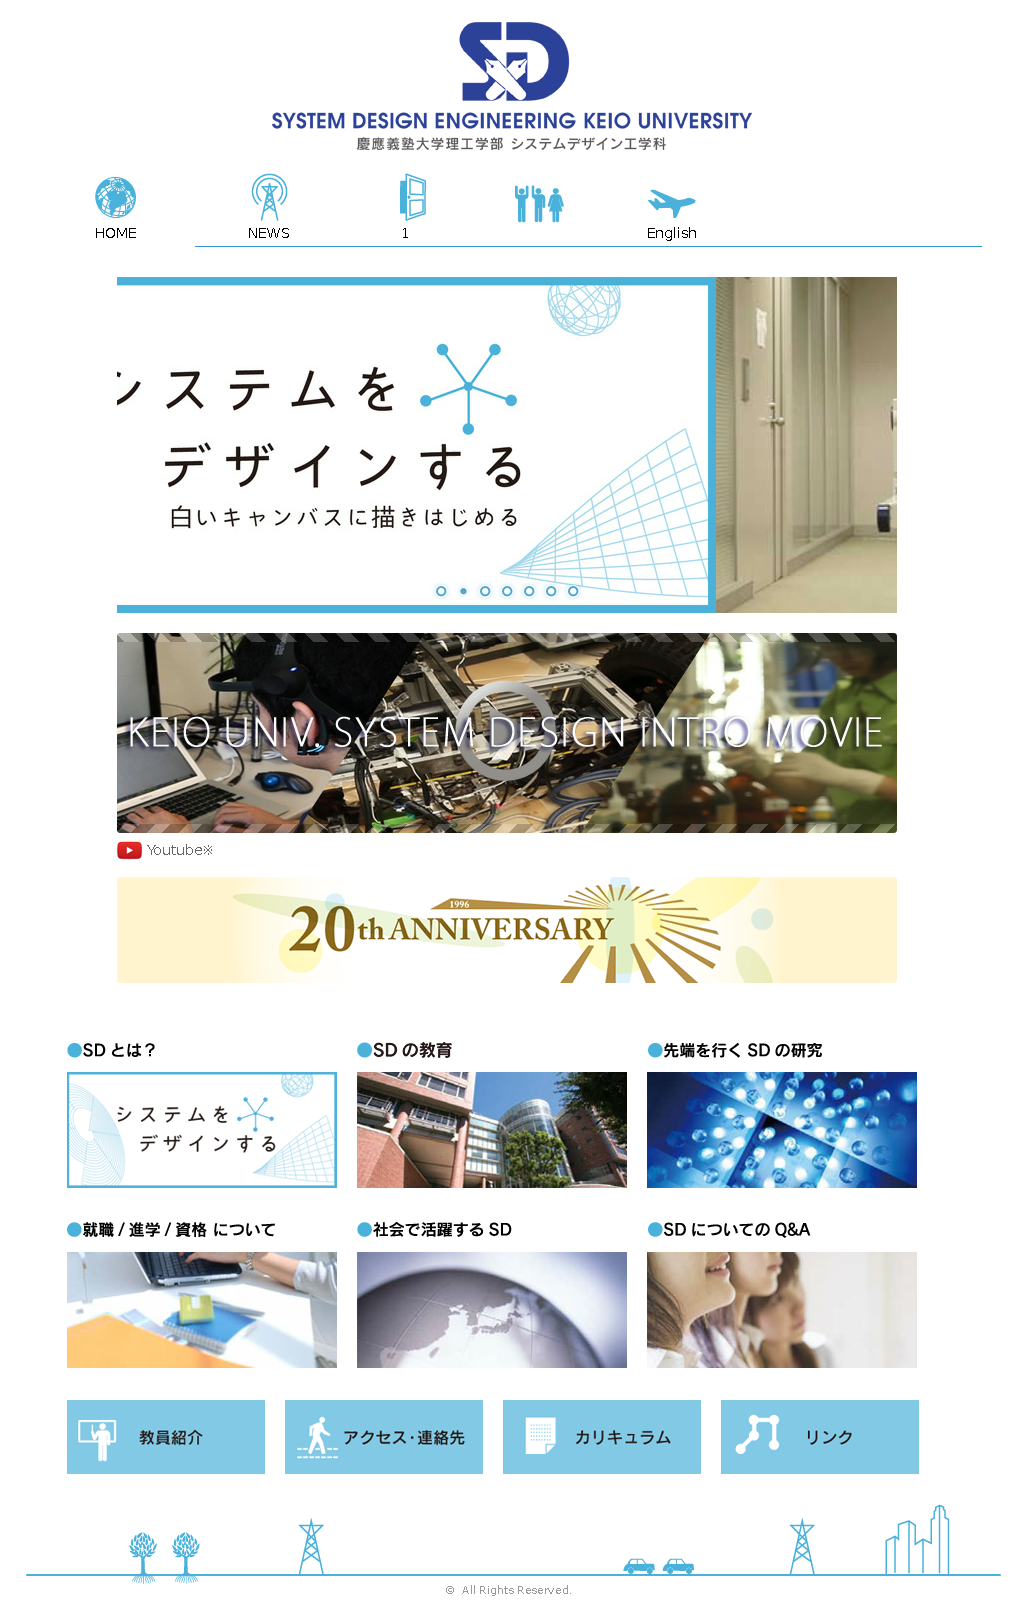 SD
SYSTEM DESIGN ENGINEERING KEIO UNIVERSITY
慶應義塾大学理工学部 システムデザイン工学科
HOME
NEWS
1
English
システムを
デザインする
白いキャンバスに描きはじめる
KEIO UNIV. SYSTEM DESIGN INTRO MOVIE
Youtube※
1996
20th ANNIVERSARY
●SD とは？
●SD の教育
●先端を行く SD の研究
システムを
デザインする
●就職 / 進学 / 資格 について
●社会で活躍する SD
●SD についての Q&A
教員紹介
アクセス・連絡先
カリキュラム
リンク
© All Rights Reserved.